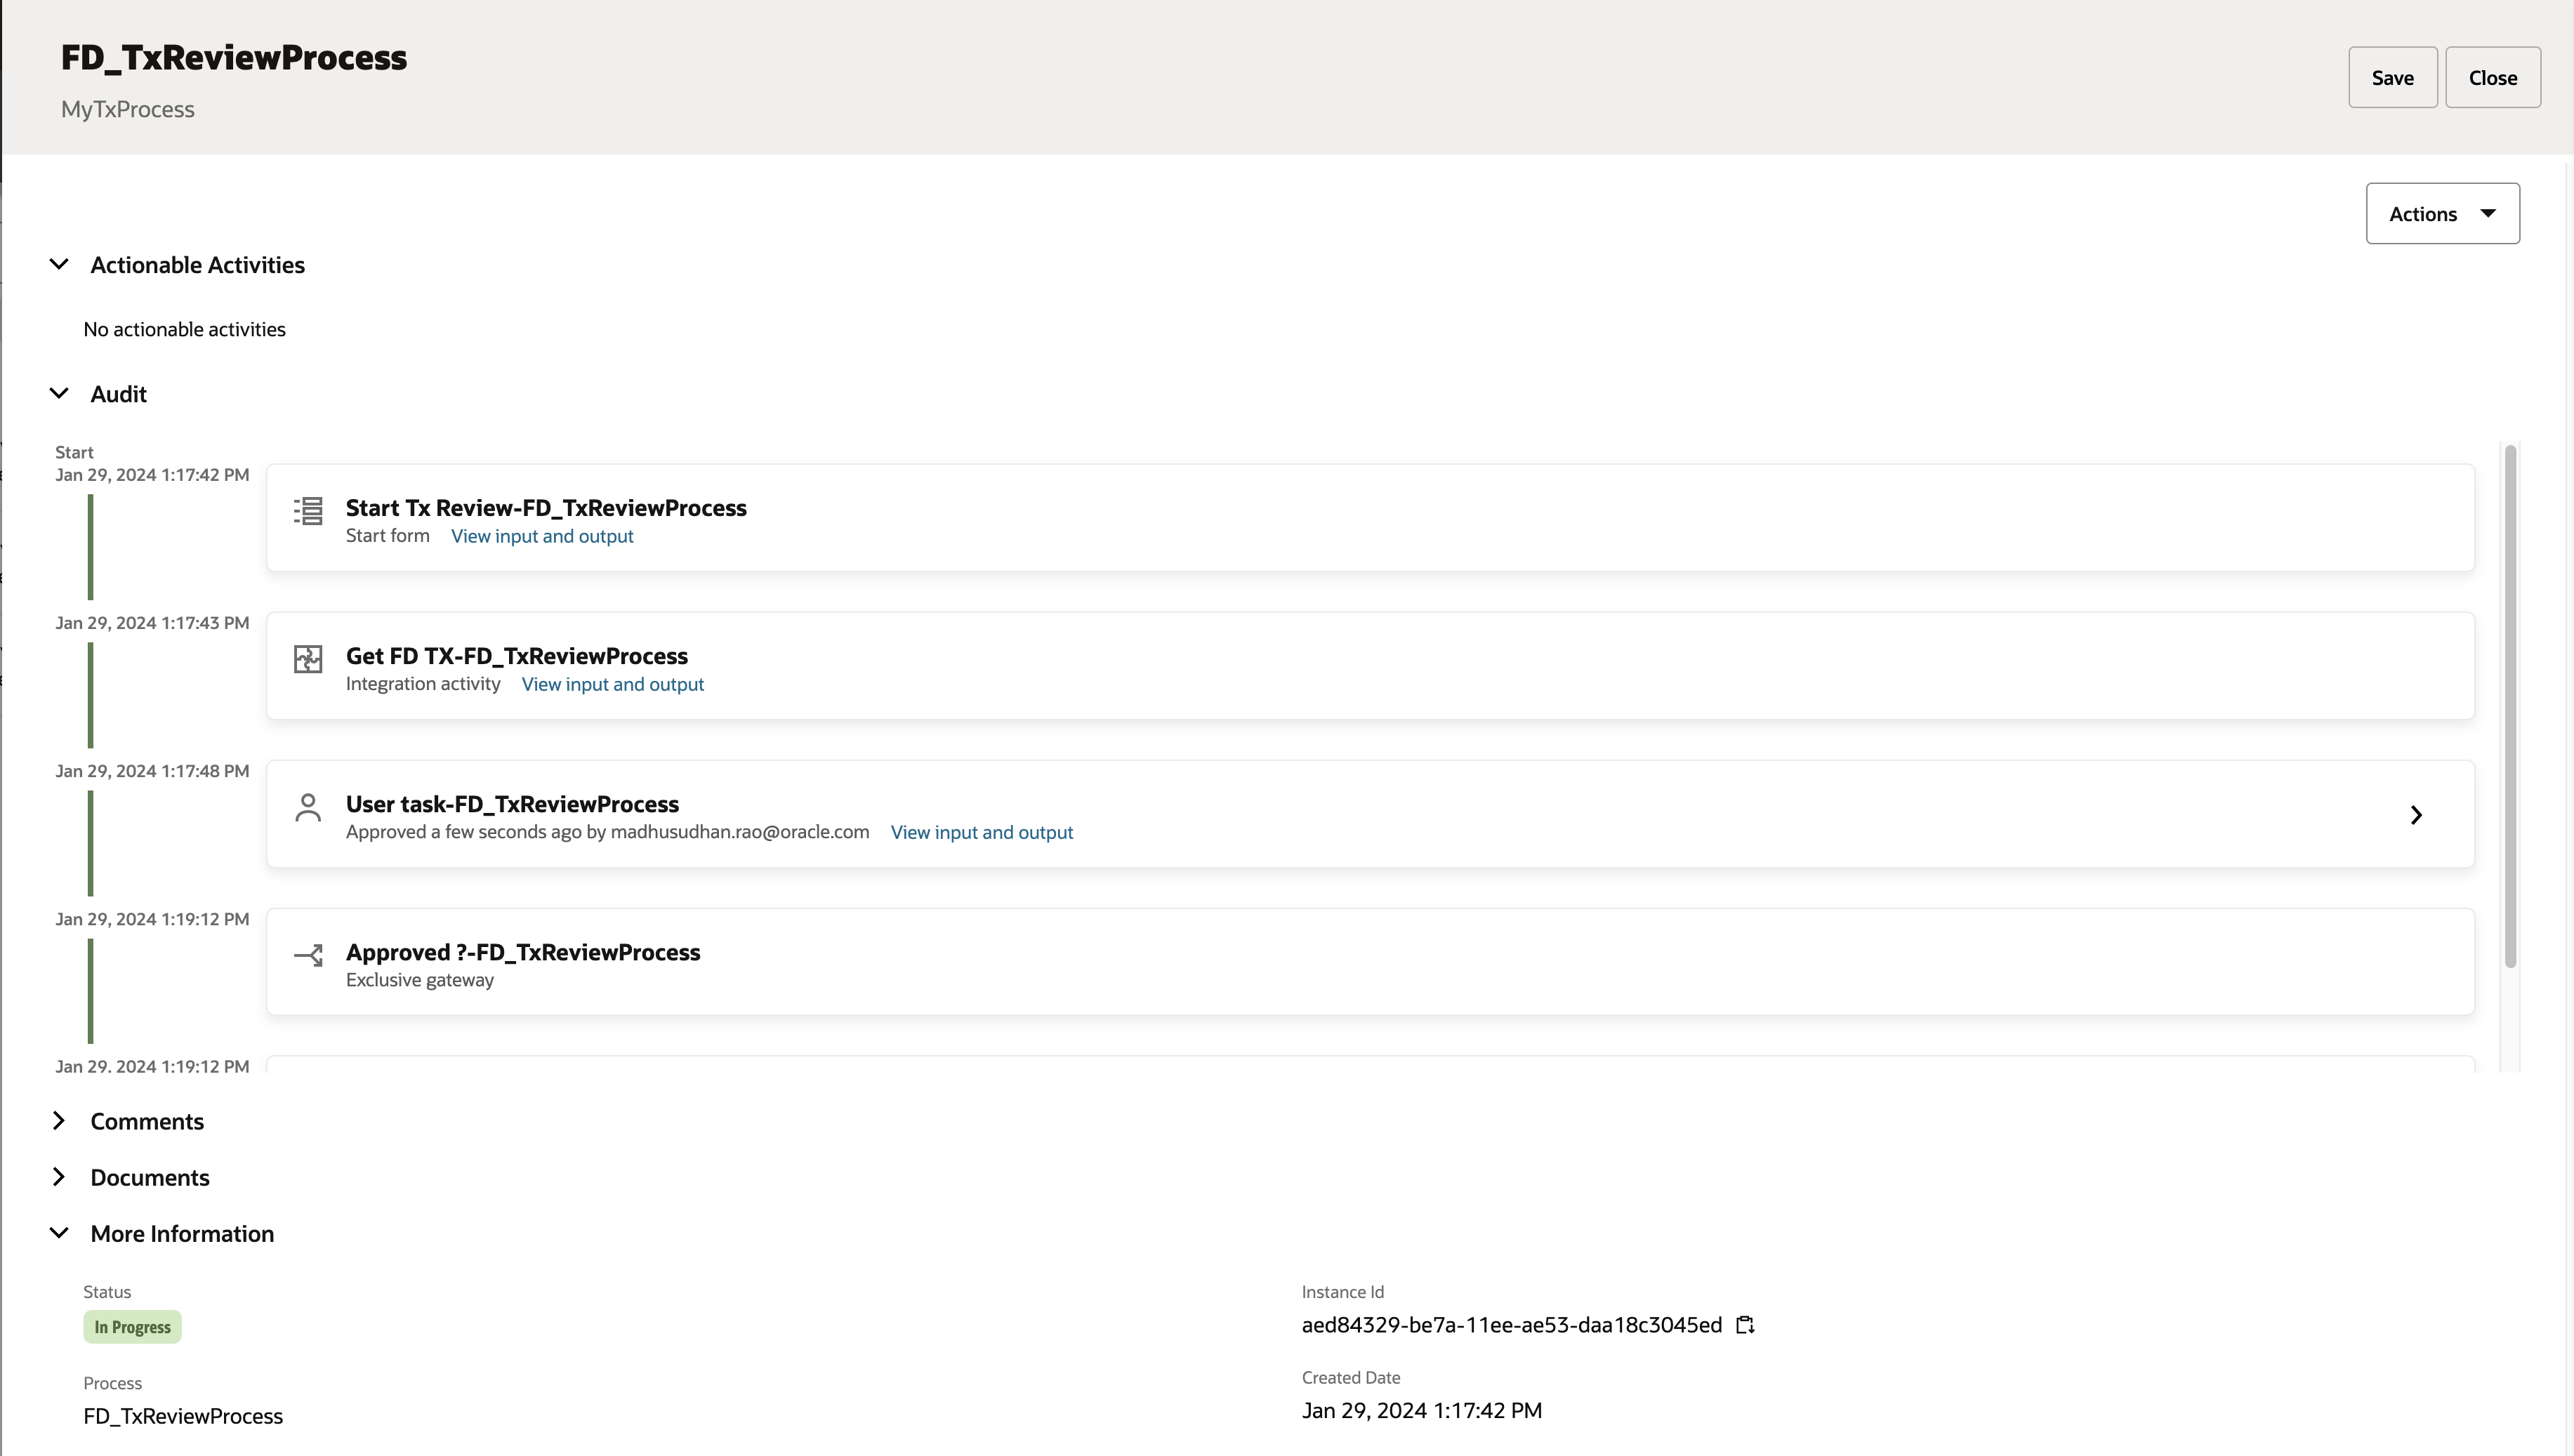 FD_TxReviewProcess
MyTxProcess
Save
Close
Actions
Actionable Activities
No actionable activities
Audit
Start
Jan 29, 2024 1:17:42 PM
Start Tx Review-FD_TxReviewProcess
Start form View input and output
Jan 29, 2024 1:17:43 PM
Get FD TX-FD_TxReviewProcess
Integration activity View input and output
Jan 29, 2024 1:17:48 PM
User task-FD_TxReviewProcess
Approved a few seconds ago by madhusudhan.rao@oracle.com View input and output
Jan 29, 2024 1:19:12 PM
Approved ?-FD_TxReviewProcess
Exclusive gateway
Jan 29, 2024 1:19:12 PM
Comments
Documents
More Information
Status
In Progress
Instance Id
aed84329-be7a-11ee-ae53-daa18c3045ed
Process
FD_TxReviewProcess
Created Date
Jan 29, 2024 1:17:42 PM